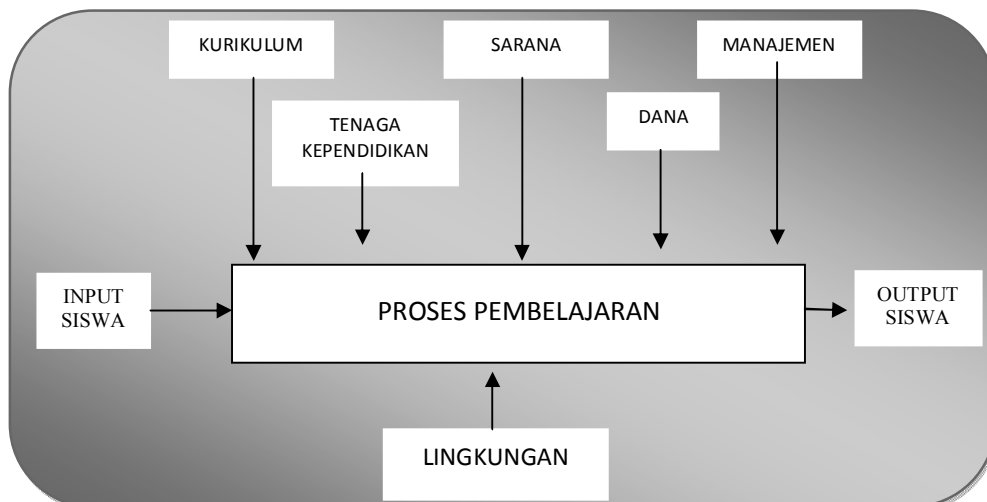 KURIKULUM
SARANA
MANAJEMEN
TENAGA
KEPENDIDIKAN
DANA
INPUT
SISWA
PROSES PEMBELAJARAN
OUTPUT
SISWA
LINGKUNGAN